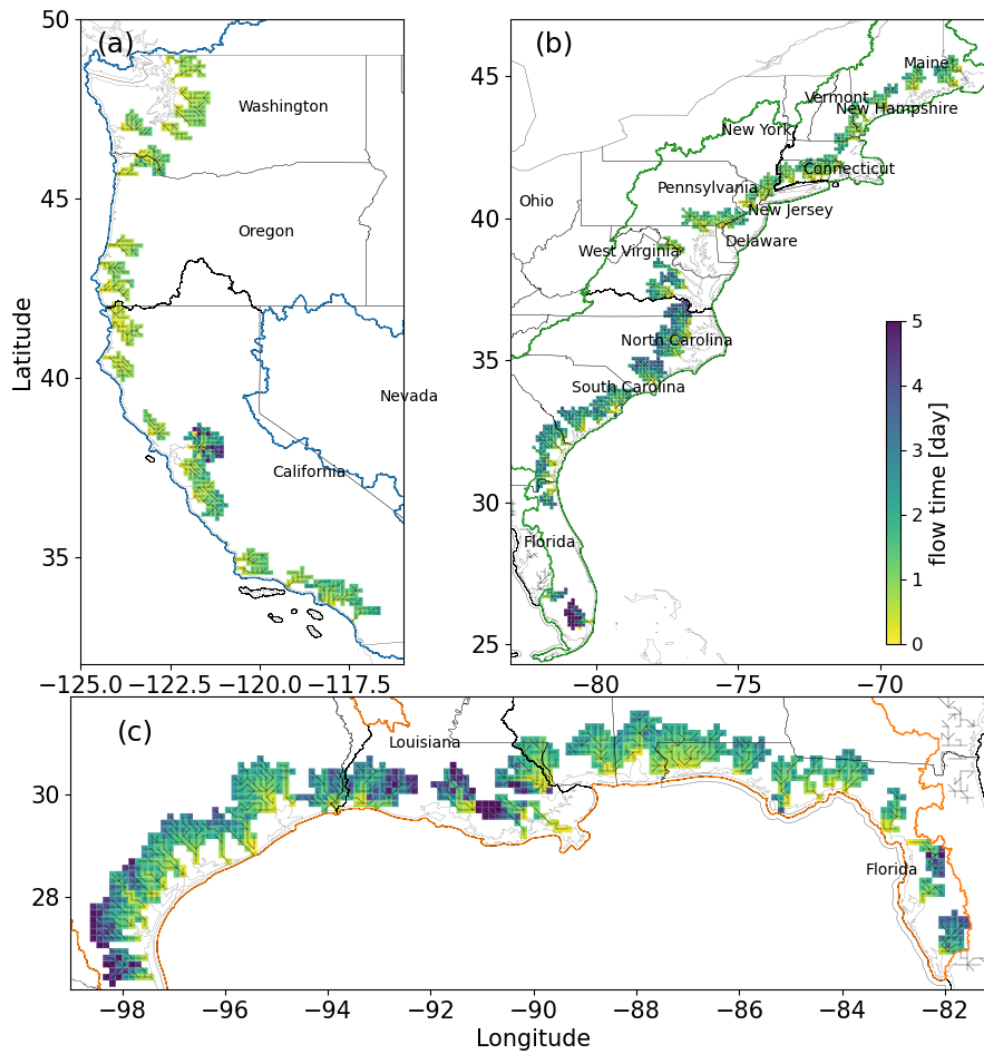 (a)
50
45
40
35
−125.0 −122.5 −120.0 −117.5
Washington
Oregon
Nevada
California
Latitude
(b)
45
40
35
30
25
−80 −75 −70
Maine
Vermont
New Hampshire
New York
Connecticut
Pennsylvania
Ohio
New Jersey
Delaware
West Virginia
North Carolina
South Carolina
Florida
5
4
3
2
1
0
flow time [day]
(c)
Louisiana
Florida
30
28
−98 −96 −94 −92 −90 −88 −86 −84 −82
Longitude